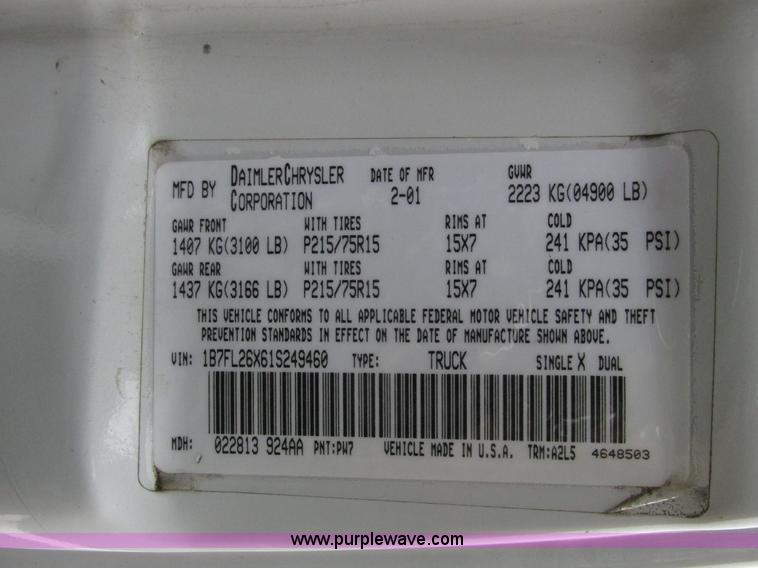 MFD BY DAIMLERCHRYSLER CORPORATION DATE OF MFR 2-01 GVWR 2223 KG(04900 LB)
GAWR FRONT WITH TIRES RIMS AT COLD
1407 KG(3100 LB) P215/75R15 15X7 241 KPA(35 PSI)
GAWR REAR WITH TIRES RIMS AT COLD
1437 KG(3166 LB) P215/75R15 15X7 241 KPA(35 PSI)
THIS VEHICLE CONFORMS TO ALL APPLICABLE FEDERAL MOTOR VEHICLE SAFETY AND THEFT
PREVENTION STANDARDS IN EFFECT ON THE DATE OF MANUFACTURE SHOWN ABOVE.
VIN: 1B7FL26X61S249460 TYPE: TRUCK SINGLE X DUAL
MDH: 022813 924AA PNT:PW7 VEHICLE MADE IN U.S.A. TRM:A2L5 4648503
www.purplewave.com